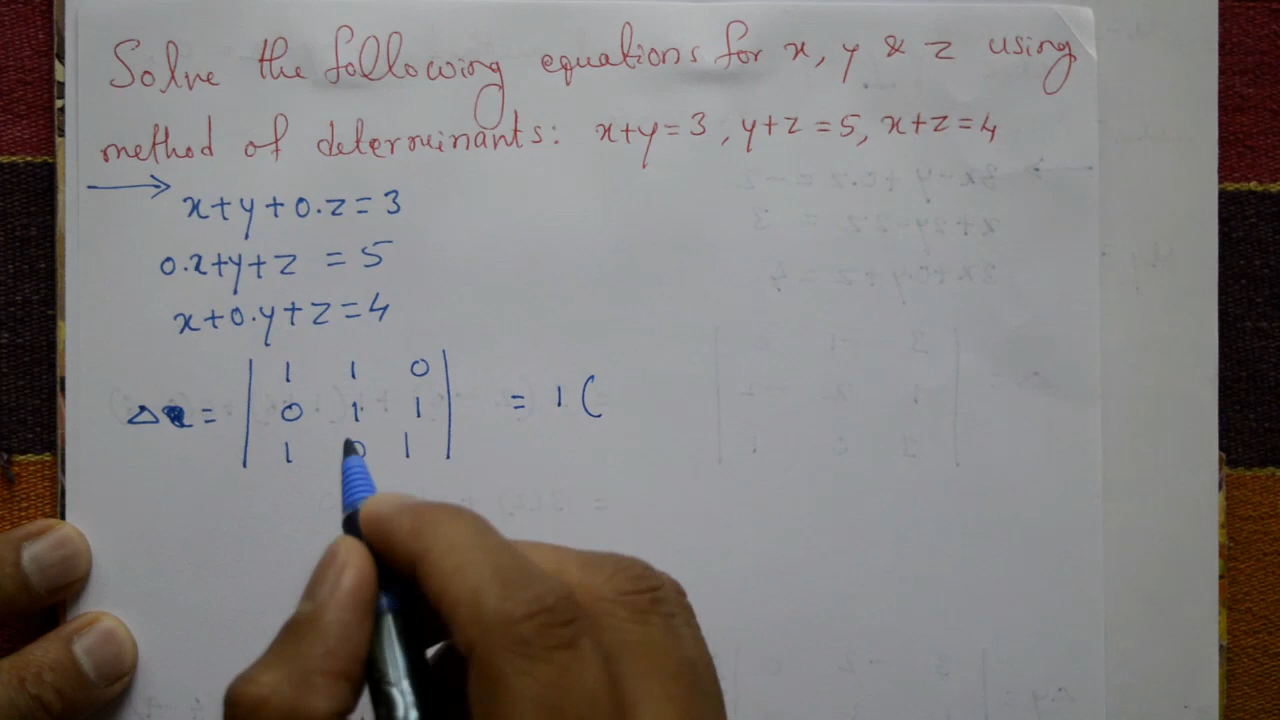 Solve the following equations for x, y & z using
method of determinants: x+y=3, y+z=5, x+z=4
→ x+y+0.z=3
0.x+y+z = 5
x+0.y+z=4
| 1 1 0 |
Δ = | 0 1 1 | = 1 (
| 1 0 1 |